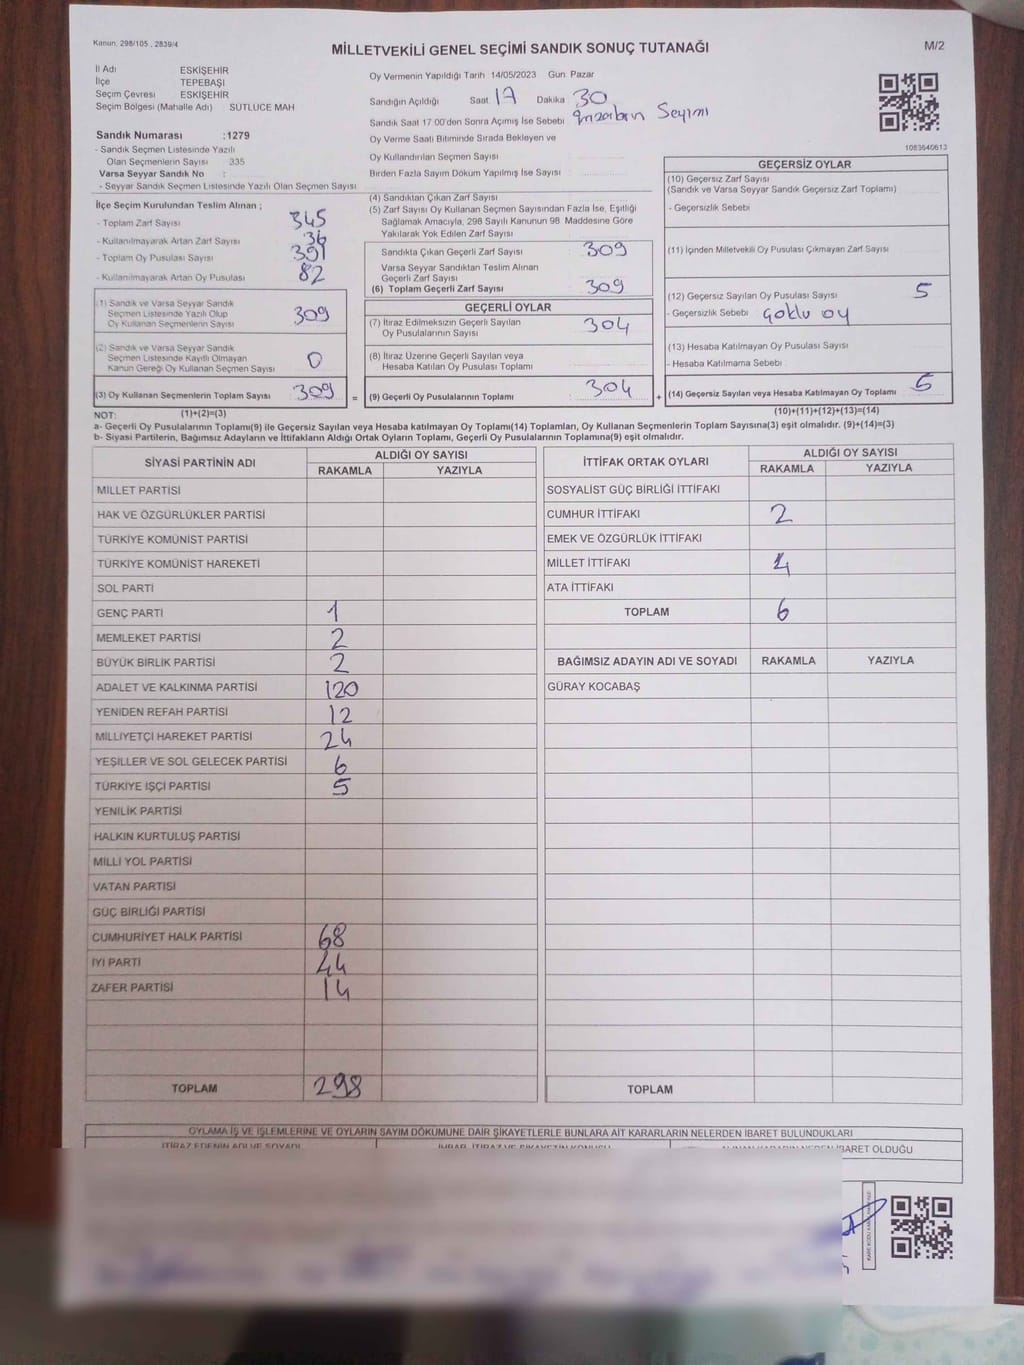 Kanun, 298/105 , 2839/4
MİLLETVEKİLİ GENEL SEÇİMİ SANDIK SONUÇ TUTANAĞI
M/2
İl Adı ESKİŞEHİR
İlçe TEPEBAŞI
Seçim Çevresi ESKİŞEHİR
Seçim Bölgesi (Mahalle Adı) SÜTLÜCE MAH
Sandık Numarası :1279
- Sandık Seçmen Listesinde Yazılı
Olan Seçmenlerin Sayısı 335
Varsa Seyyar Sandık No :
- Seyyar Sandık Seçmen Listesinde Yazılı Olan Seçmen Sayısı
Oy Vermenin Yapıldığı Tarih 14/05/2023 Gün Pazar
Sandığın Açıldığı Saat 17 Dakika 30
Sandık Saat 17 00'den Sonra Açımış İse Sebebi
Oy Verme Saati Bitiminde Sırada Bekleyen ve
Oy Kullandırılan Seçmen Sayısı
Birden Fazla Sayım Döküm Yapılmış İse Sayısı
1083640613
İlçe Seçim Kurulundan Teslim Alınan ;
- Toplam Zarf Sayısı 345
- Kullanılmayarak Artan Zarf Sayısı 36
- Toplam Oy Pusulası Sayısı 391
- Kullanılmayarak Artan Oy Pusulası 82
(1) Sandık ve Varsa Seyyar Sandık
Seçmen Listesinde Yazılı Olup
Oy Kullanan Seçmenlerin Sayısı 309
(2) Sandık ve Varsa Seyyar Sandık
Seçmen Listesinde Kayıtlı Olmayan
Kanun Gereği Oy Kullanan Seçmen Sayısı 0
(3) Oy Kullanan Seçmenlerin Toplam Sayısı 309 =
(4) Sandıktan Çıkan Zarf Sayısı
(5) Zarf Sayısı Oy Kullanan Seçmen Sayısından Fazla İse, Eşitliği
Sağlamak Amacıyla, 298 Sayılı Kanunun 98 Maddesine Göre
Yakılarak Yok Edilen Zarf Sayısı
Sandıkta Çıkan Geçerli Zarf Sayısı 309
Varsa Seyyar Sandıktan Teslim Alınan
Geçerli Zarf Sayısı
(6) Toplam Geçerli Zarf Sayısı 309
GEÇERLİ OYLAR
(7) İtiraz Edilmeksizin Geçerli Sayılan
Oy Pusulalarının Sayısı 304
(8) İtiraz Üzerine Geçerli Sayılan veya
Hesaba Katılan Oy Pusulası Toplamı
(9) Geçerli Oy Pusulalarının Toplamı 304 +
GEÇERSİZ OYLAR
(10) Geçersiz Zarf Sayısı
(Sandık ve Varsa Seyyar Sandık Geçersiz Zarf Toplamı)
- Geçersizlik Sebebi
(11) İçinden Milletvekili Oy Pusulası Çıkmayan Zarf Sayısı
(12) Geçersiz Sayılan Oy Pusulası Sayısı 5
- Geçersizlik Sebebi Çoklu oy
(13) Hesaba Katılmayan Oy Pusulası Sayısı
- Hesaba Katılmama Sebebi
(14) Geçersiz Sayılan veya Hesaba Katılmayan Oy Toplamı 5
NOT: (1)+(2)=(3)
(10)+(11)+(12)+(13)=(14)
a- Geçerli Oy Pusulalarının Toplamı(9) ile Geçersiz Sayılan veya Hesaba katılmayan Oy Toplamı(14) Toplamları, Oy Kullanan Seçmenlerin Toplam Sayısına(3) eşit olmalıdır. (9)+(14)=(3)
b- Siyasi Partilerin, Bağımsız Adayların ve İttifakların Aldığı Ortak Oyların Toplamı, Geçerli Oy Pusulalarının Toplamına(9) eşit olmalıdır.
SİYASİ PARTİNİN ADI ALDIĞI OY SAYISI
RAKAMLA YAZIYLA
MİLLET PARTİSİ
HAK VE ÖZGÜRLÜKLER PARTİSİ
TÜRKİYE KOMÜNİST PARTİSİ
TÜRKİYE KOMÜNİST HAREKETİ
SOL PARTİ
GENÇ PARTİ 1
MEMLEKET PARTİSİ 2
BÜYÜK BİRLİK PARTİSİ 2
ADALET VE KALKINMA PARTİSİ 120
YENİDEN REFAH PARTİSİ 12
MİLLİYETÇİ HAREKET PARTİSİ 24
YEŞİLLER VE SOL GELECEK PARTİSİ 6
TÜRKİYE İŞÇİ PARTİSİ 5
YENİLİK PARTİSİ
HALKIN KURTULUŞ PARTİSİ
MİLLİ YOL PARTİSİ
VATAN PARTİSİ
GÜÇ BİRLİĞİ PARTİSİ
CUMHURİYET HALK PARTİSİ 68
İYİ PARTİ 44
ZAFER PARTİSİ 14
TOPLAM 298
İTTİFAK ORTAK OYLARI ALDIĞI OY SAYISI
RAKAMLA YAZIYLA
SOSYALİST GÜÇ BİRLİĞİ İTTİFAKI
CUMHUR İTTİFAKI 2
EMEK VE ÖZGÜRLÜK İTTİFAKI
MİLLET İTTİFAKI 4
ATA İTTİFAKI
TOPLAM 6
BAĞIMSIZ ADAYIN ADI VE SOYADI RAKAMLA YAZIYLA
GÜRAY KOCABAŞ
TOPLAM
OYLAMA İŞ VE İŞLEMLERİNE VE OYLARIN SAYIM DÖKÜMÜNE DAİR ŞİKAYETLERLE BUNLARA AİT KARARLARIN NELERDEN İBARET BULUNDUKLARI
İTİRAZ EDENİN ADI VE SOYADI
İBARET OLDUĞU